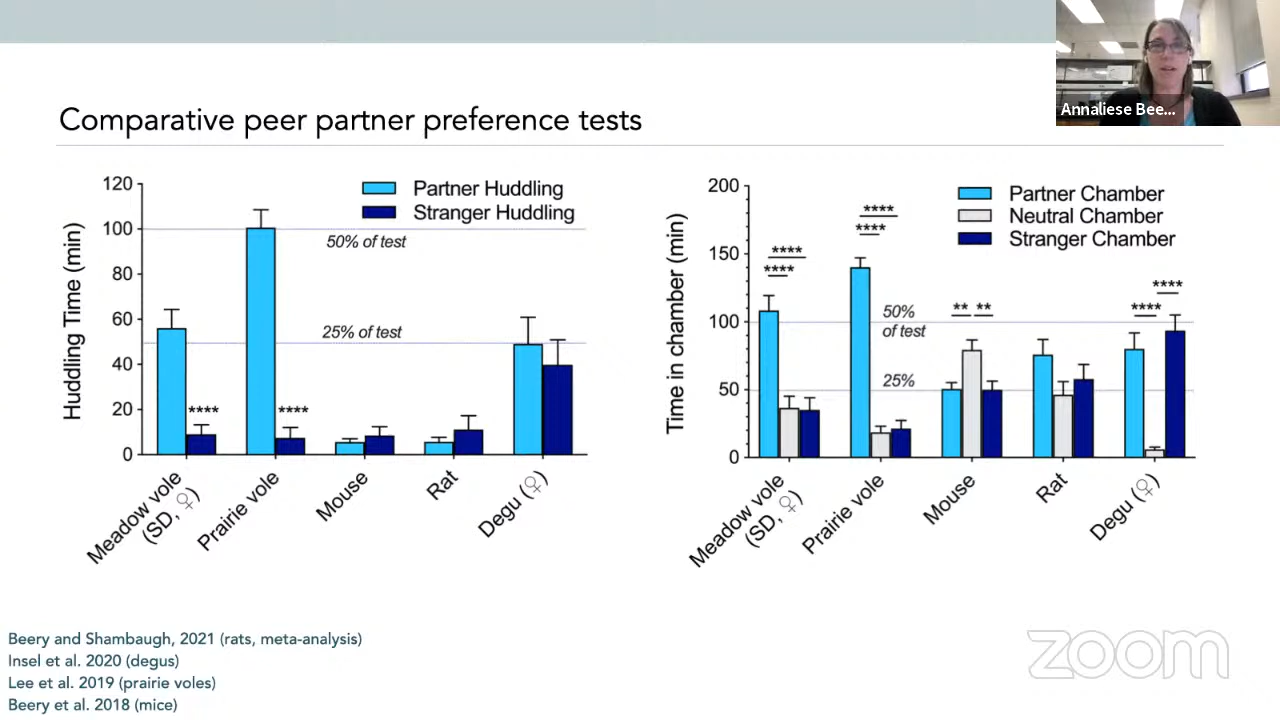 Annaliese Bee...
Comparative peer partner preference tests
Partner Huddling
Stranger Huddling
Huddling Time (min)
120
100
80
60
40
20
0
50% of test
25% of test
****
****
Meadow vole
(SD, ♀)
Prairie vole
Mouse
Rat
Degu (♀)
Partner Chamber
Neutral Chamber
Stranger Chamber
Time in chamber (min)
200
150
100
50
0
****
****
****
****
50%
of test
25%
**
**
****
****
Meadow vole
(SD, ♀)
Prairie vole
Mouse
Rat
Degu (♀)
Beery and Shambaugh, 2021 (rats, meta-analysis)
Insel et al. 2020 (degus)
Lee et al. 2019 (prairie voles)
Beery et al. 2018 (mice)
zoom